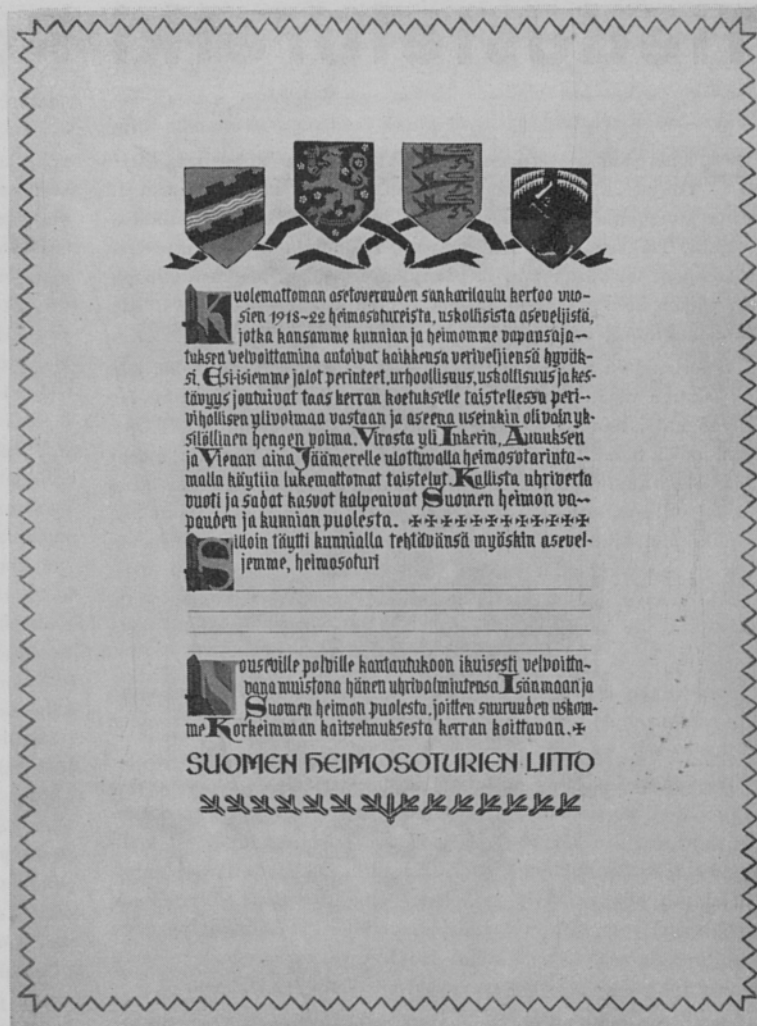 Kuolemattoman asetoveruuden sankarilaulu kertoo vuo-
sien 1918-22 heimosotureista, uskollisista aseveljistä,
jotka kansamme kunnian ja heimomme vapausaja-
tuksen velvoittamina antoivat kaikkensa veriveljiensä hyväk-
si. Esi-isiemme jalot perinteet, urhoollisuus, uskollisuus ja kes-
tävyys joutuivat taas kerran koetukselle taistellessa peri-
vihollisen ylivoimaa vastaan ja aseena useinkin oli vain yk-
silöllinen hengen voima. Virosta yli Inkerin, Aunuksen
ja Vienan aina Jäämerelle ulottuvalla heimosotarinta-
malla käytiin lukemattomat taistelut. Kallista uhriverta
vuoti ja sadat kasvot kalpenivat Suomen heimon va-
pauden ja kunnian puolesta.
Silloin täytti kunnialla tehtävänsä myöskin asevel-
jemme, heimosoturi
Nouseville polville kantautukoon ikuisesti velvoitta-
vana muistona hänen uhrivalmiutensa Isänmaan ja
Suomen heimon puolesta, joitten suuruuden uskom-
me Korkeimman kaitselmuksesta kerran koittavan.
SUOMEN HEIMOSOTURIEN LIITTO